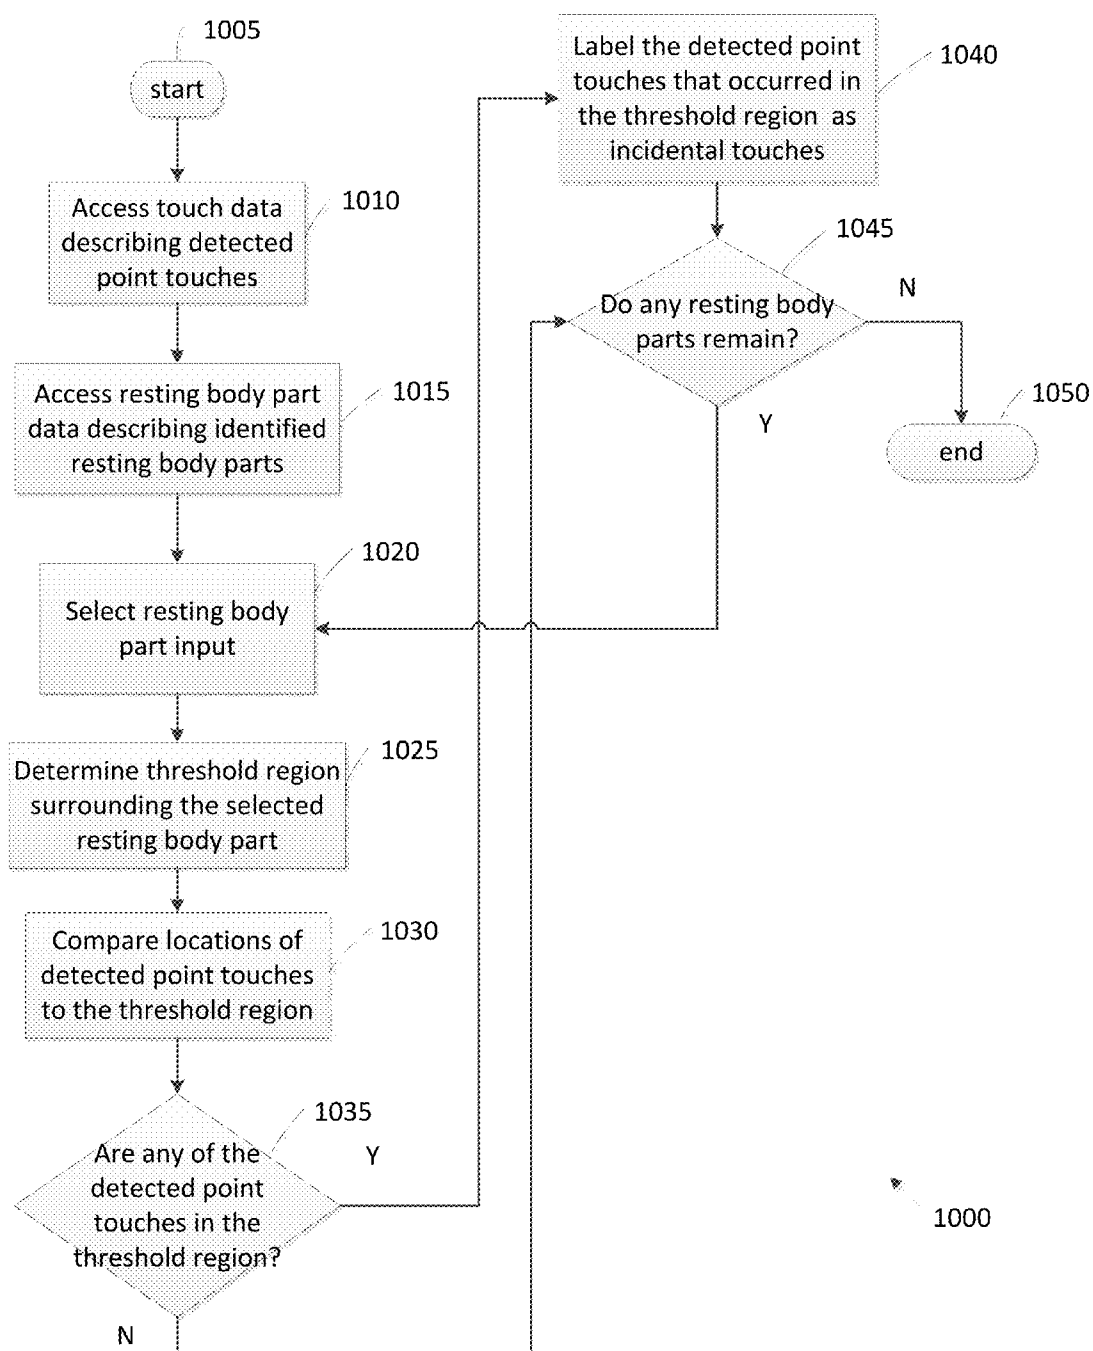 1005
start
Access touch data
describing detected
point touches
1010
Access resting body part
data describing identified
resting body parts
1015
Select resting body
part input
1020
Determine threshold region
surrounding the selected
resting body part
1025
Compare locations of
detected point touches
to the threshold region
1030
Are any of the
detected point
touches in the
threshold region?
1035
Y
N
Label the detected point
touches that occurred in
the threshold region as
incidental touches
1040
Do any resting body
parts remain?
1045
N
Y
end
1050
1000